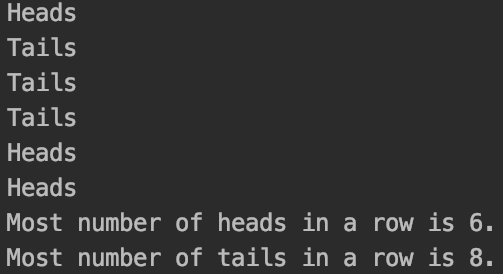 Heads
Tails
Tails
Tails
Heads
Heads
Most number of heads in a row is 6.
Most number of tails in a row is 8.